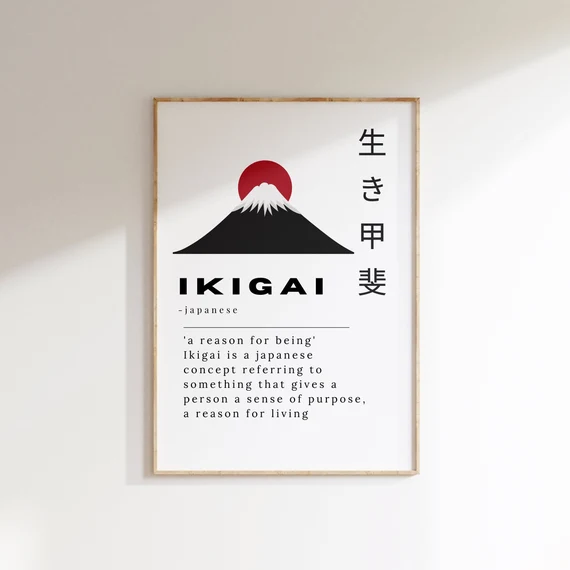 生き甲斐
IKIGAI
-japanese
'a reason for being'
Ikigai is a japanese
concept referring to
something that gives a
person a sense of purpose,
a reason for living